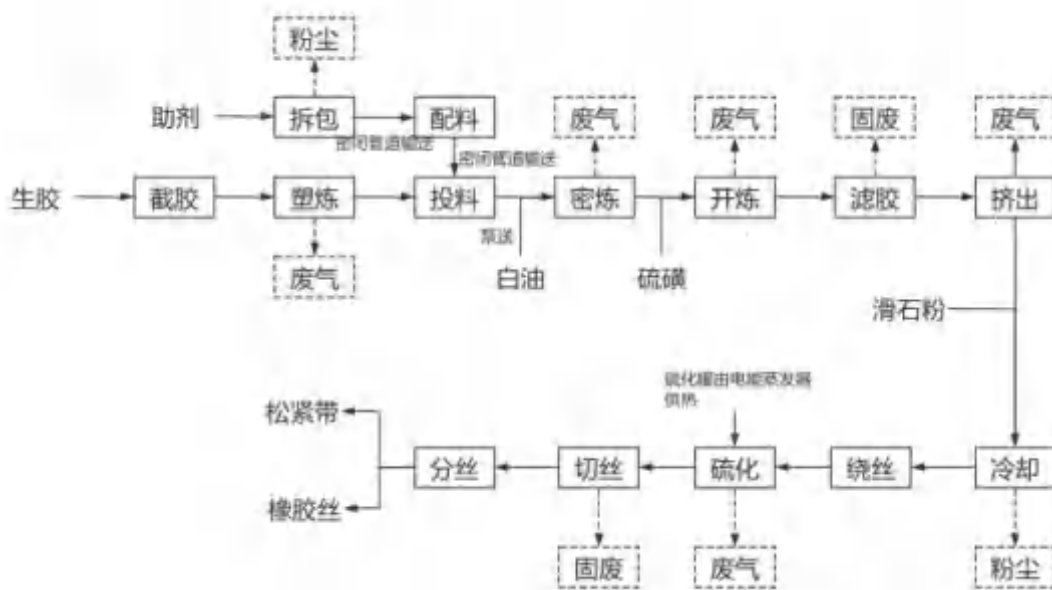 粉尘
助剂
拆包
配料
密闭管道输送
密闭管道输送
废气
废气
固废
废气
生胶
截胶
塑炼
投料
密炼
开炼
滤胶
挤出
泵送
废气
白油
硫磺
滑石粉
硫化罐由电能蒸发器
供热
松紧带
分丝
切丝
硫化
绕丝
冷却
橡胶丝
固废
废气
粉尘